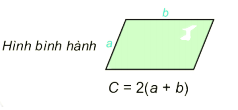 b
Hình bình hành a
C = 2(a + b)